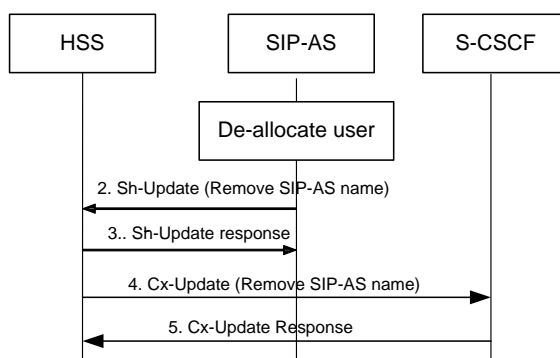 HSS
SIP-AS
S-CSCF
De-allocate user
2. Sh-Update (Remove SIP-AS name)
3.. Sh-Update response
4. Cx-Update (Remove SIP-AS name)
5. Cx-Update Response